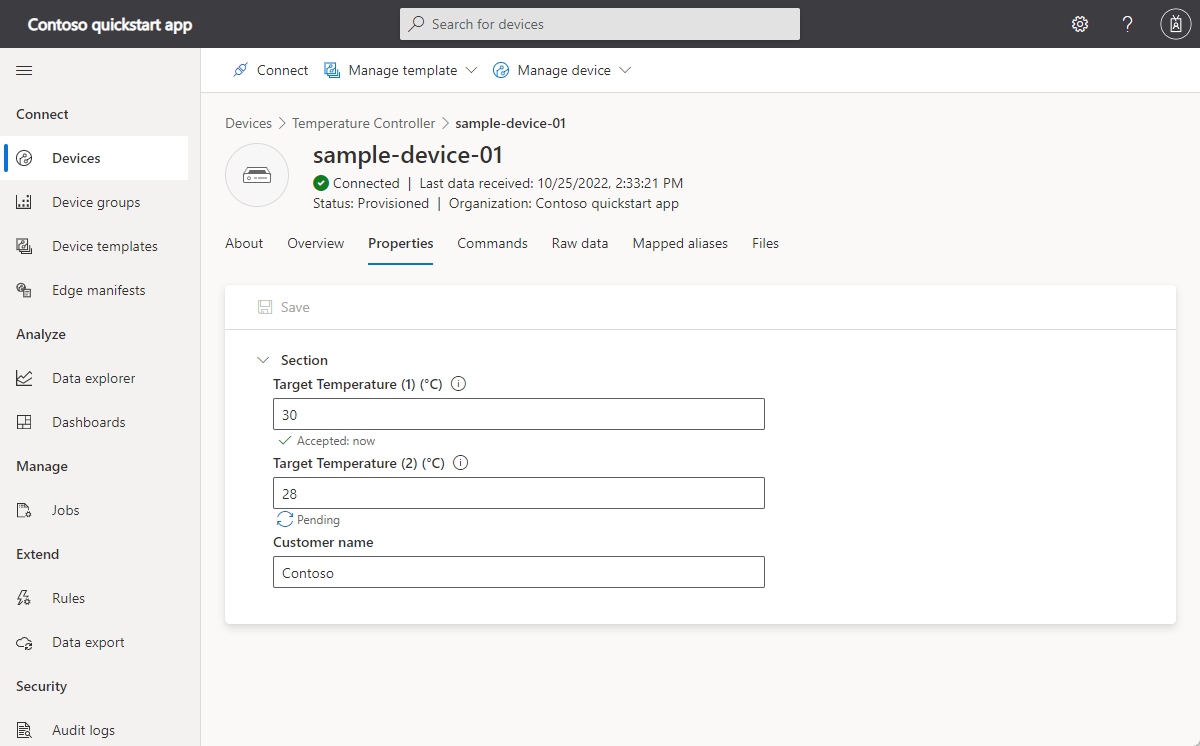 Contoso quickstart app
Search for devices
?
Connect
Manage template
Manage device
Connect
Devices
Device groups
Device templates
Edge manifests
Analyze
Data explorer
Dashboards
Manage
Jobs
Extend
Rules
Data export
Security
Audit logs
Devices > Temperature Controller > sample-device-01
sample-device-01
Connected | Last data received: 10/25/2022, 2:33:21 PM
Status: Provisioned | Organization: Contoso quickstart app
About Overview Properties Commands Raw data Mapped aliases Files
Save
Section
Target Temperature (1) (°C)
30
Accepted: now
Target Temperature (2) (°C)
28
Pending
Customer name
Contoso